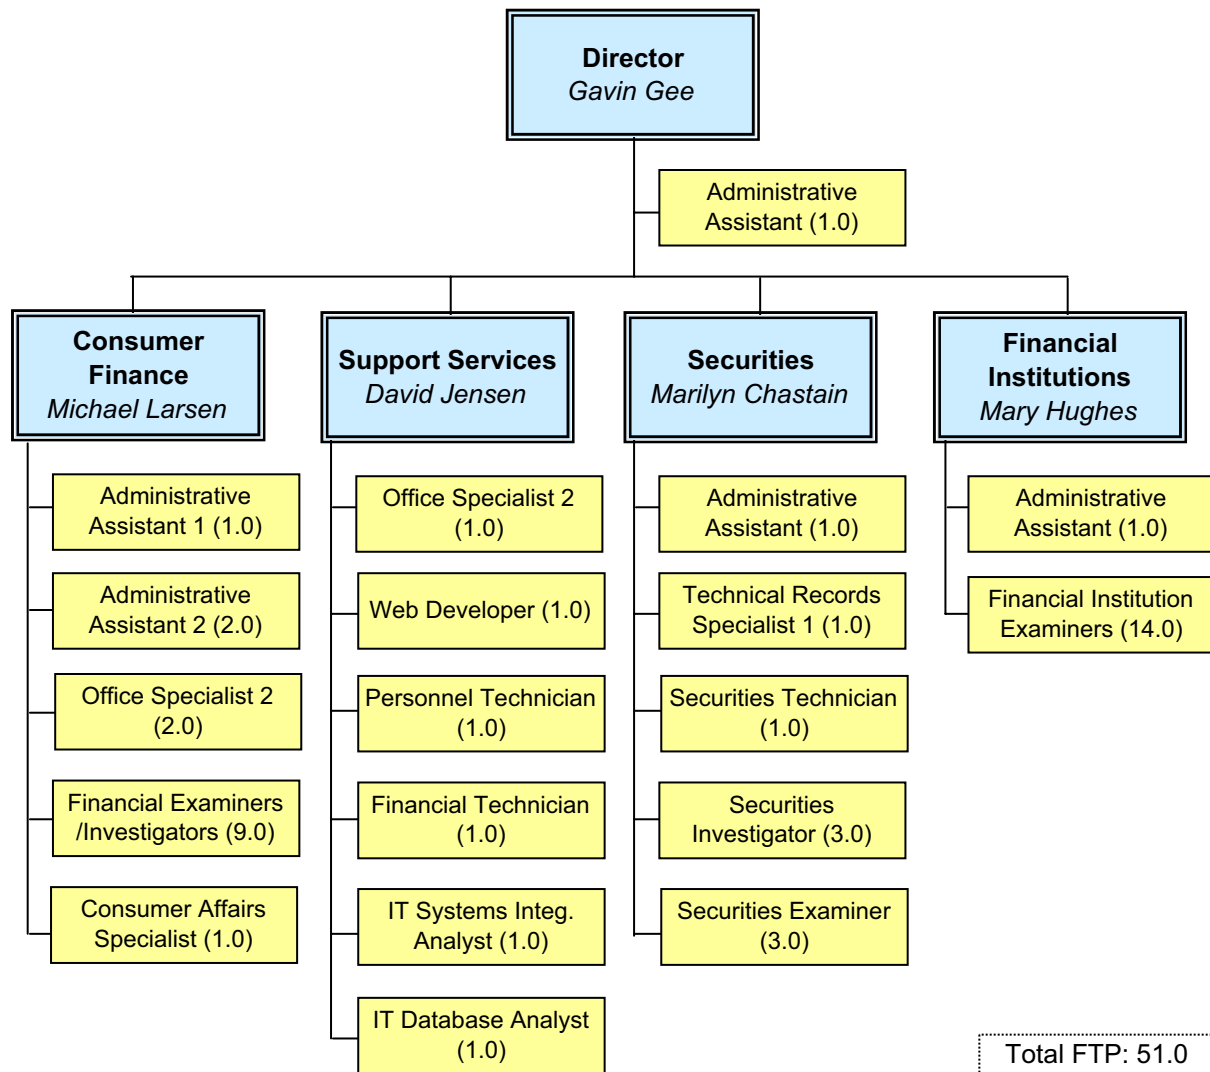 Director
Gavin Gee
Administrative
Assistant (1.0)
Consumer
Finance
Michael Larsen
Support Services
David Jensen
Securities
Marilyn Chastain
Financial
Institutions
Mary Hughes
Administrative
Assistant 1 (1.0)
Administrative
Assistant 2 (2.0)
Office Specialist 2
(2.0)
Financial Examiners
/Investigators (9.0)
Consumer Affairs
Specialist (1.0)
Office Specialist 2
(1.0)
Web Developer (1.0)
Personnel Technician
(1.0)
Financial Technician
(1.0)
IT Systems Integ.
Analyst (1.0)
IT Database Analyst
(1.0)
Administrative
Assistant (1.0)
Technical Records
Specialist 1 (1.0)
Securities Technician
(1.0)
Securities
Investigator (3.0)
Securities Examiner
(3.0)
Administrative
Assistant (1.0)
Financial Institution
Examiners (14.0)
Total FTP: 51.0